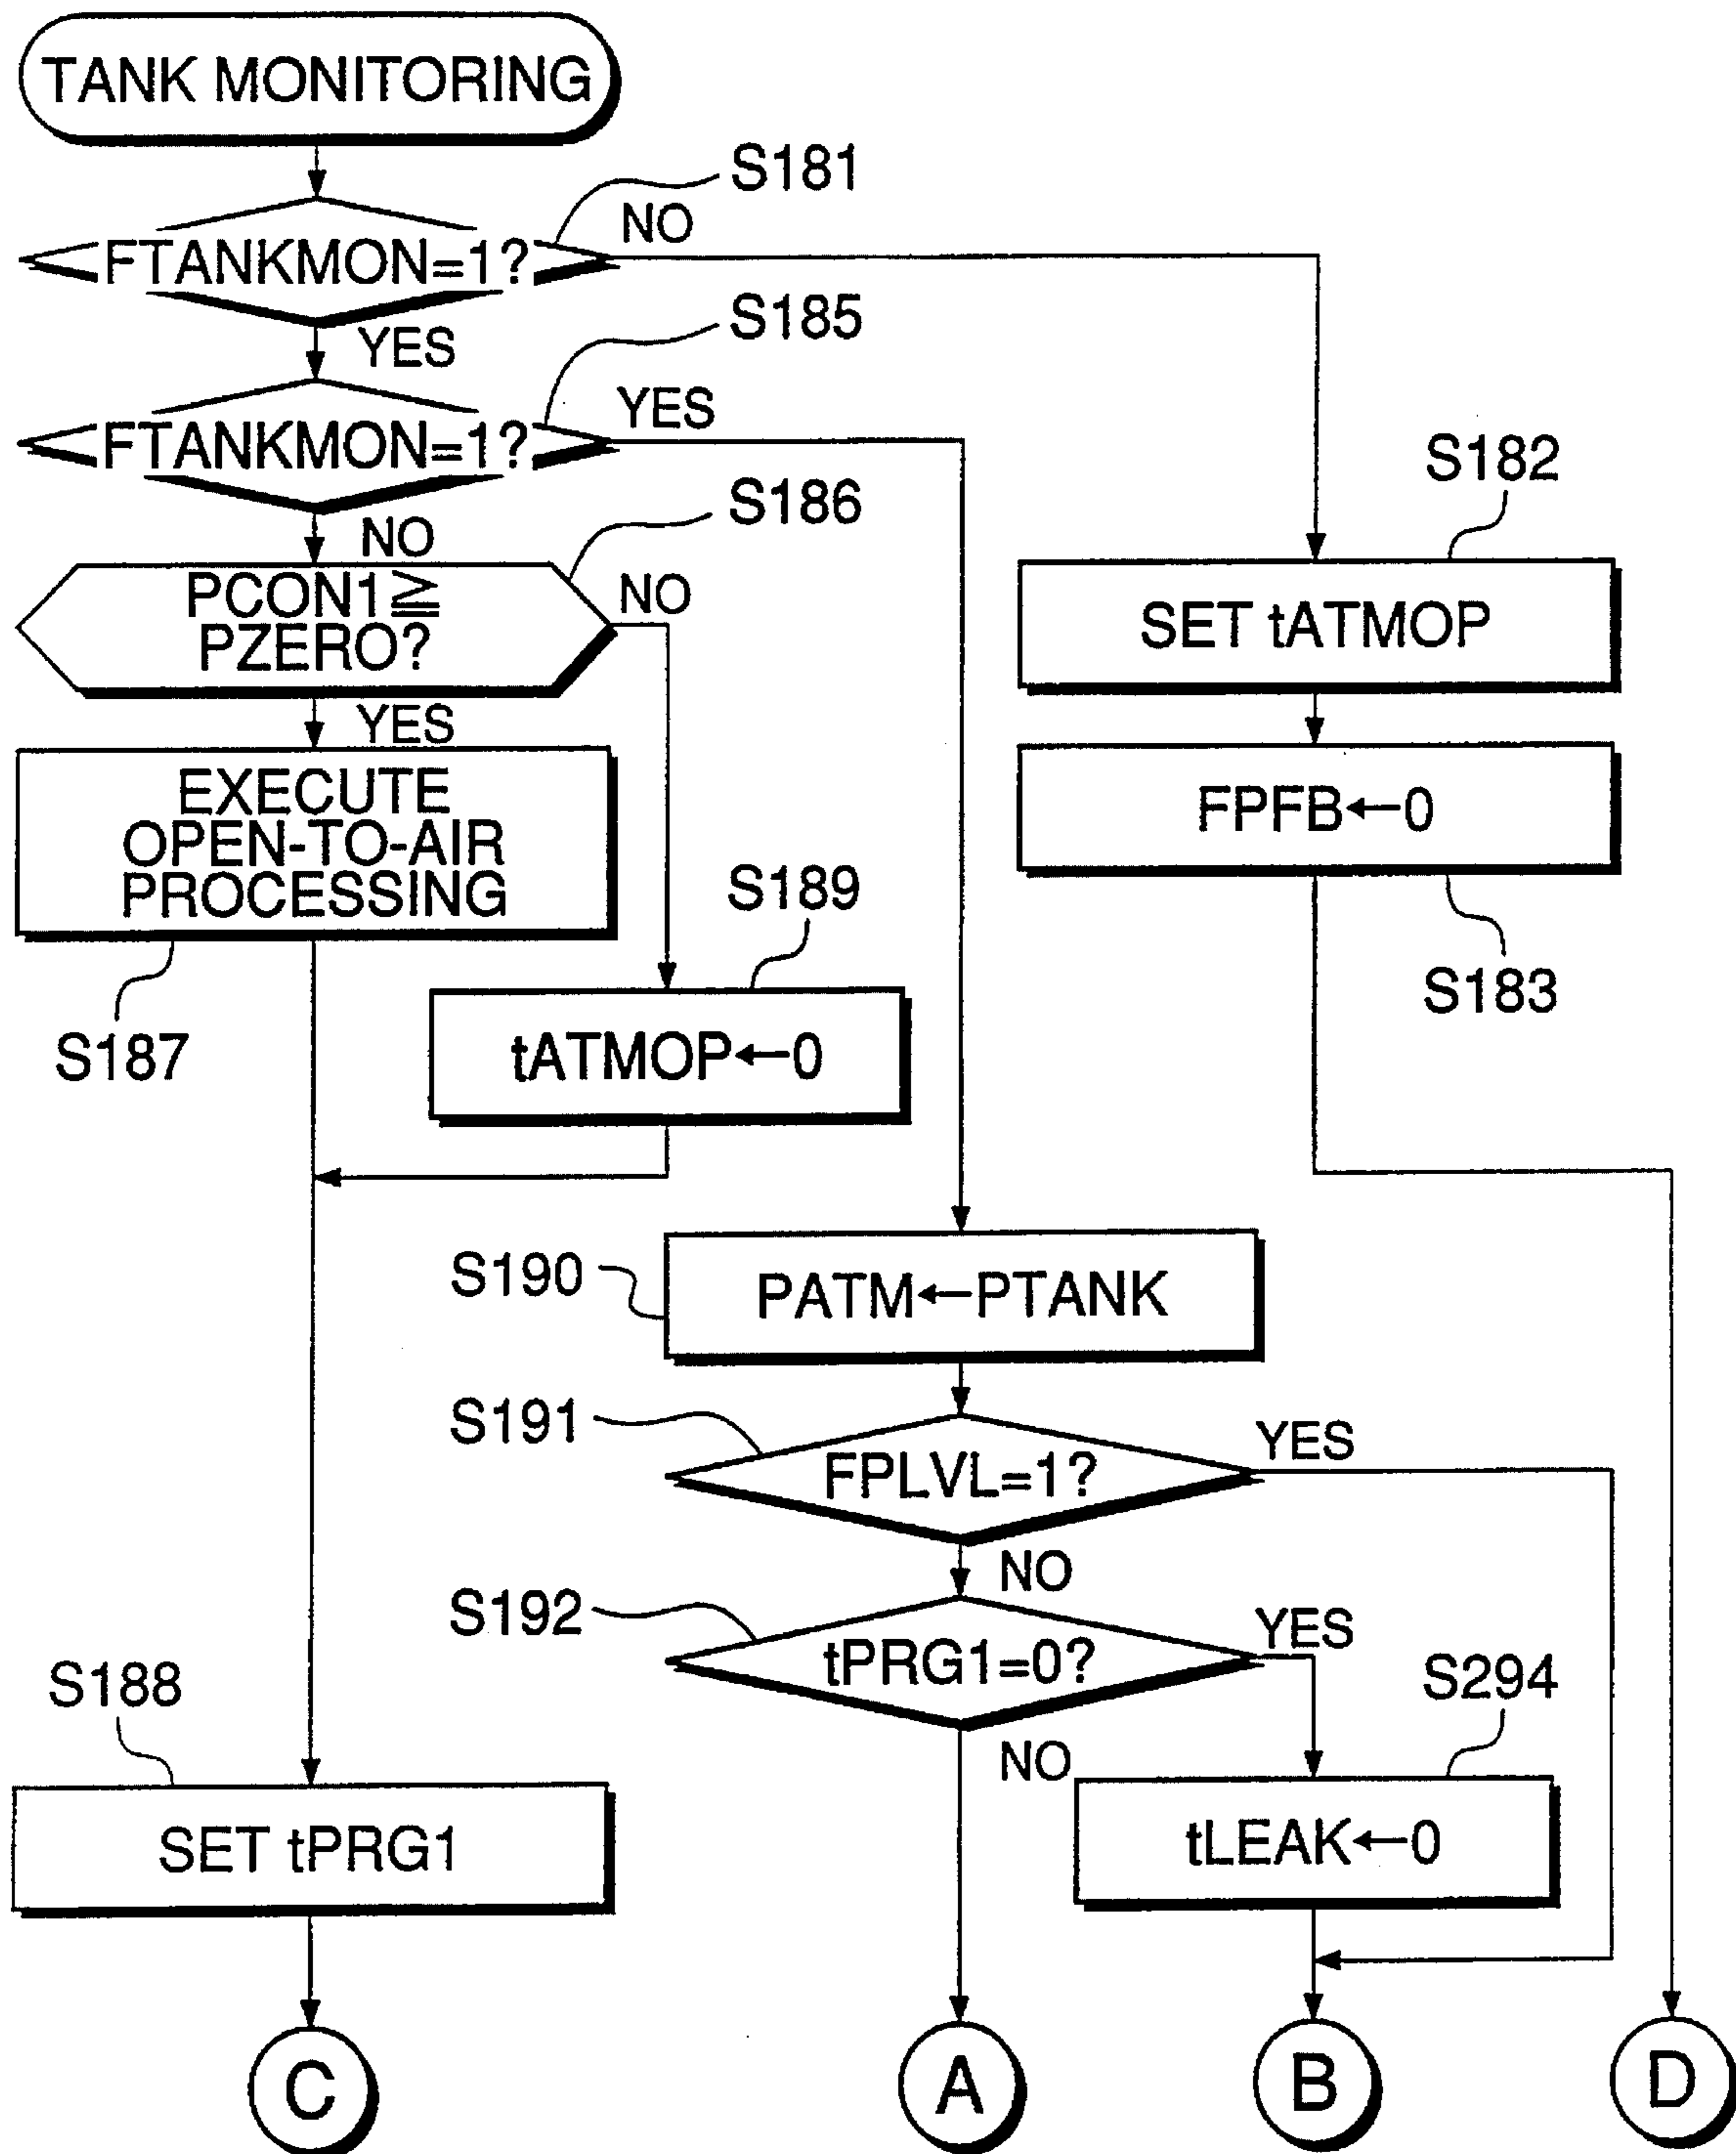 TANK MONITORING
S181
FTANKMON=1?
NO
YES
S185
FTANKMON=1?
YES
NO
S186
PCON1≧
PZERO?
NO
YES
S182
SET tATMOP
FPFB←0
S183
EXECUTE
OPEN-TO-AIR
PROCESSING
S187
S189
tATMOP←0
S190
PATM←PTANK
S191
FPLVL=1?
YES
NO
S192
tPRG1=0?
YES
NO
S294
tLEAK←0
S188
SET tPRG1
C
A
B
D